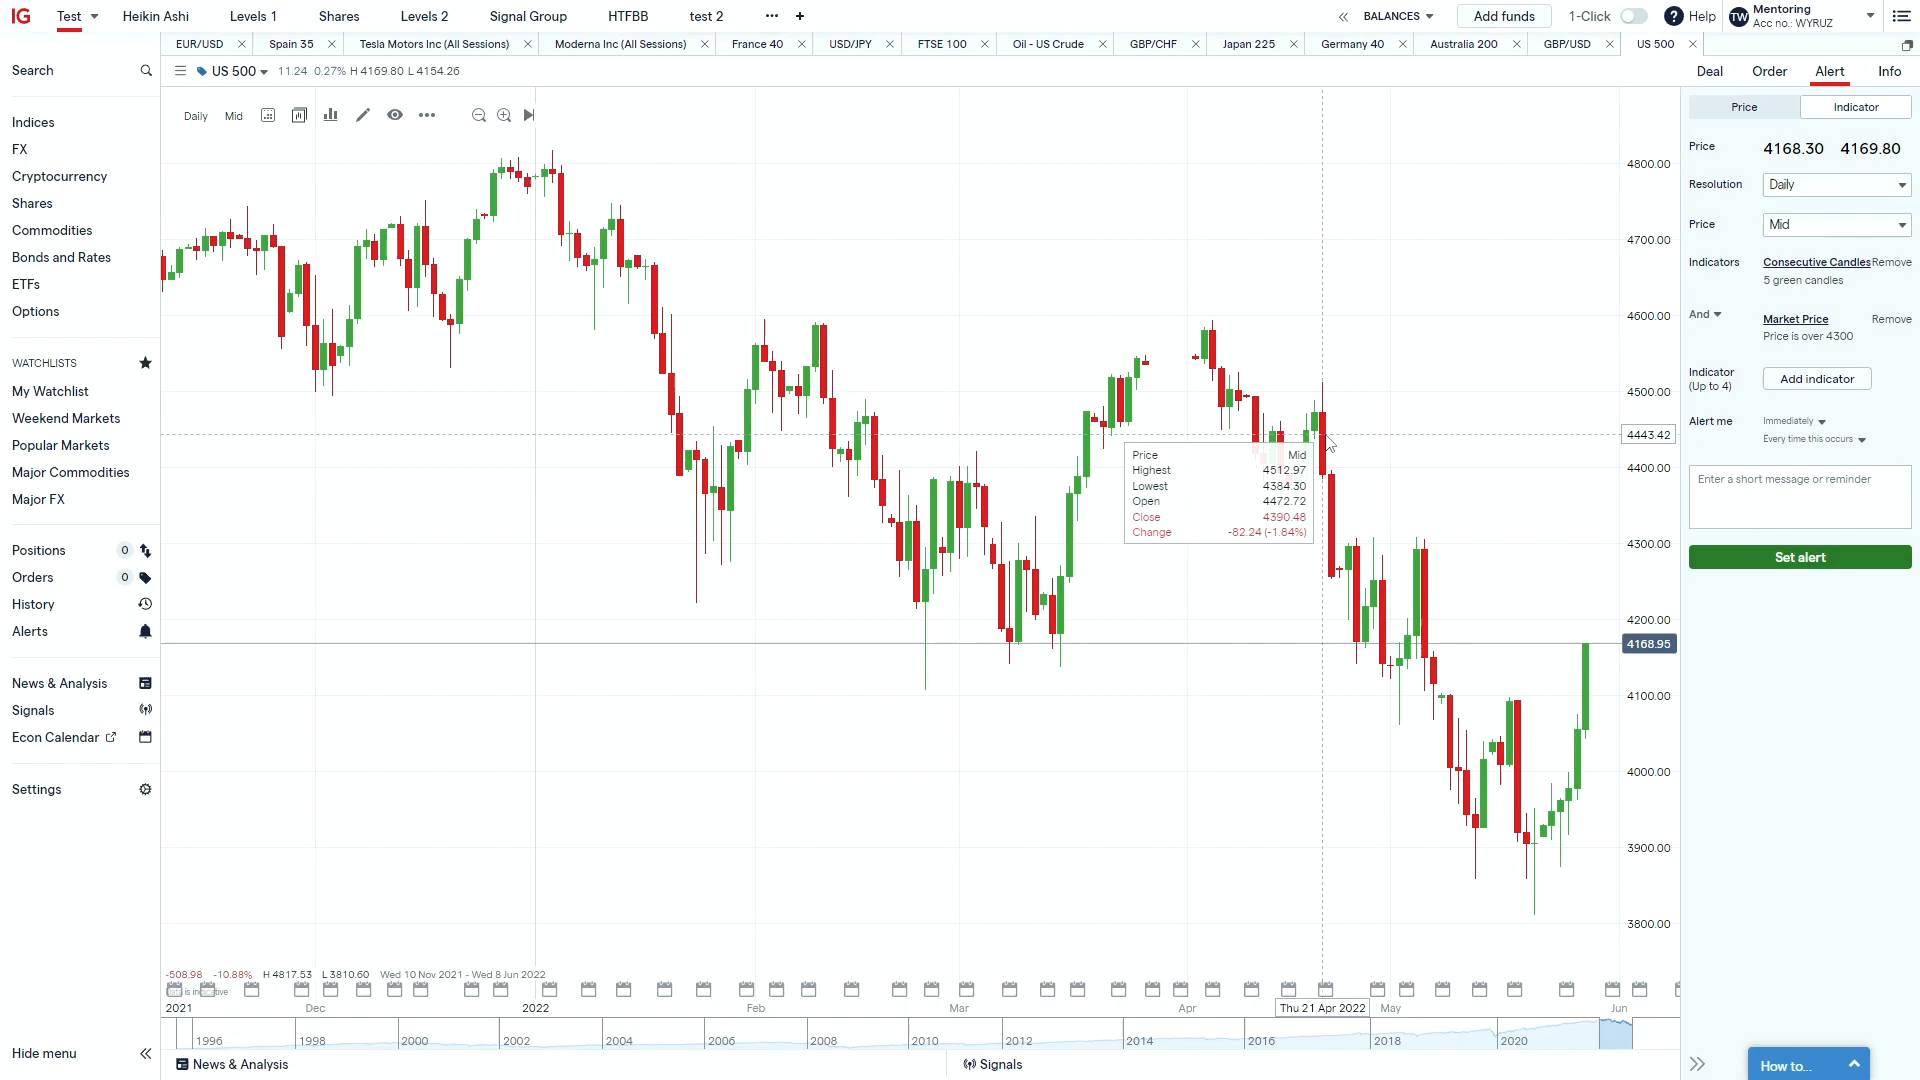 IG Test Heikin Ashi Levels 1 Shares Levels 2 Signal Group HTFBB test 2 ••• + BALANCES Add funds 1-Click Help TW Mentoring
Acc no.: WYRUZ
EUR/USD Spain 35 Tesla Motors Inc (All Sessions) Moderna Inc (All Sessions) France 40 USD/JPY FTSE 100 Oil - US Crude GBP/CHF Japan 225 Germany 40 Australia 200 GBP/USD US 500
Search
US 500 11.24 0.27% H 4169.80 L 4154.26
Deal Order Alert Info
Indices
FX
Cryptocurrency
Shares
Commodities
Bonds and Rates
ETFs
Options
WATCHLISTS
My Watchlist
Weekend Markets
Popular Markets
Major Commodities
Major FX
Positions 0
Orders 0
History
Alerts
News & Analysis
Signals
Econ Calendar
Settings
Hide menu
Daily Mid
4800.00
4700.00
4600.00
4500.00
4443.42
4400.00
4300.00
4200.00
4168.95
4100.00
4000.00
3900.00
3800.00
Price Mid
Highest 4512.97
Lowest 4384.30
Open 4472.72
Close 4390.48
Change -82.24 (-1.84%)
-508.98 -10.88% H 4817.53 L 3810.60 Wed 10 Nov 2021 - Wed 8 Jun 2022
Data is indicative
2021 Dec 2022 Feb Mar Apr Thu 21 Apr 2022 May Jun
1996 1998 2000 2002 2004 2006 2008 2010 2012 2014 2016 2018 2020
News & Analysis Signals
Price Indicator
Price 4168.30 4169.80
Resolution Daily
Price Mid
Indicators Consecutive Candles Remove
5 green candles
And Market Price Remove
Price is over 4300
Indicator
(Up to 4) Add indicator
Alert me Immediately
Every time this occurs
Enter a short message or reminder
Set alert
How to...